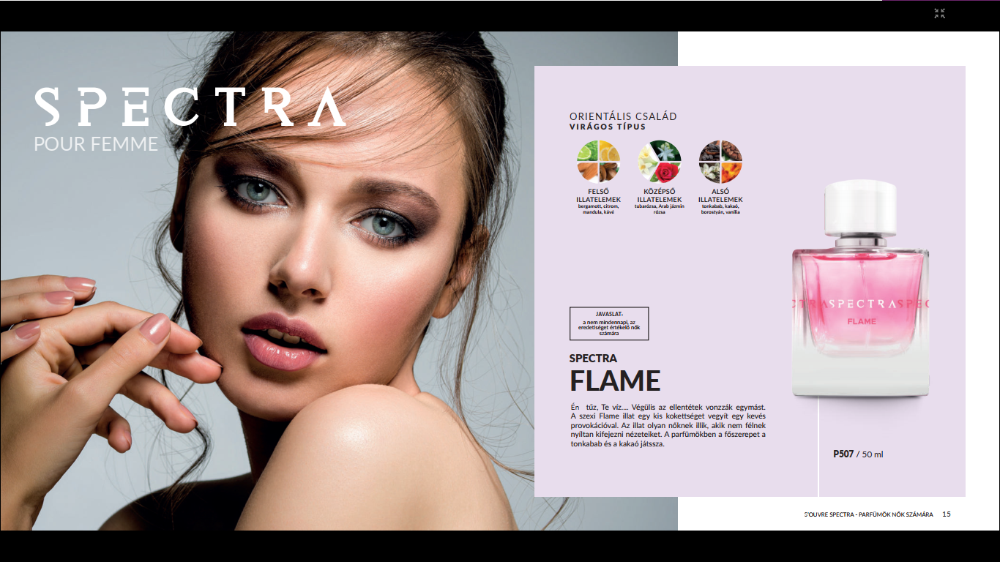 SPECTRA
POUR FEMME
ORIENTÁLIS CSALÁD
VIRÁGOS TÍPUS
FELSŐ
ILLATELEMEK
bergamott, citrom,
mandula, kávé
KÖZÉPSŐ
ILLATELEMEK
tubarózsa, Arab jázmin
rózsa
ALSÓ
ILLATELEMEK
tonkabab, kakaó,
borostyán, vanília
JAVASLAT:
a nem mindennapi, az
eredetiséget értékelő nők
számára
SPECTRA
FLAME
Én tűz, Te víz.... Végülis az ellentétek vonzzák egymást.
A szexi Flame illat egy kis kokettséget vegyít egy kevés
provokációval. Az illat olyan nőknek illik, akik nem félnek
nyíltan kifejezni nézeteiket. A parfümökben a főszerepet a
tonkabab és a kakaó játssza.
CTRASPECTRASPEC
FLAME
P507 / 50 ml
S'OUVRE SPECTRA - PARFÜMÖK NŐK SZÁMÁRA 15